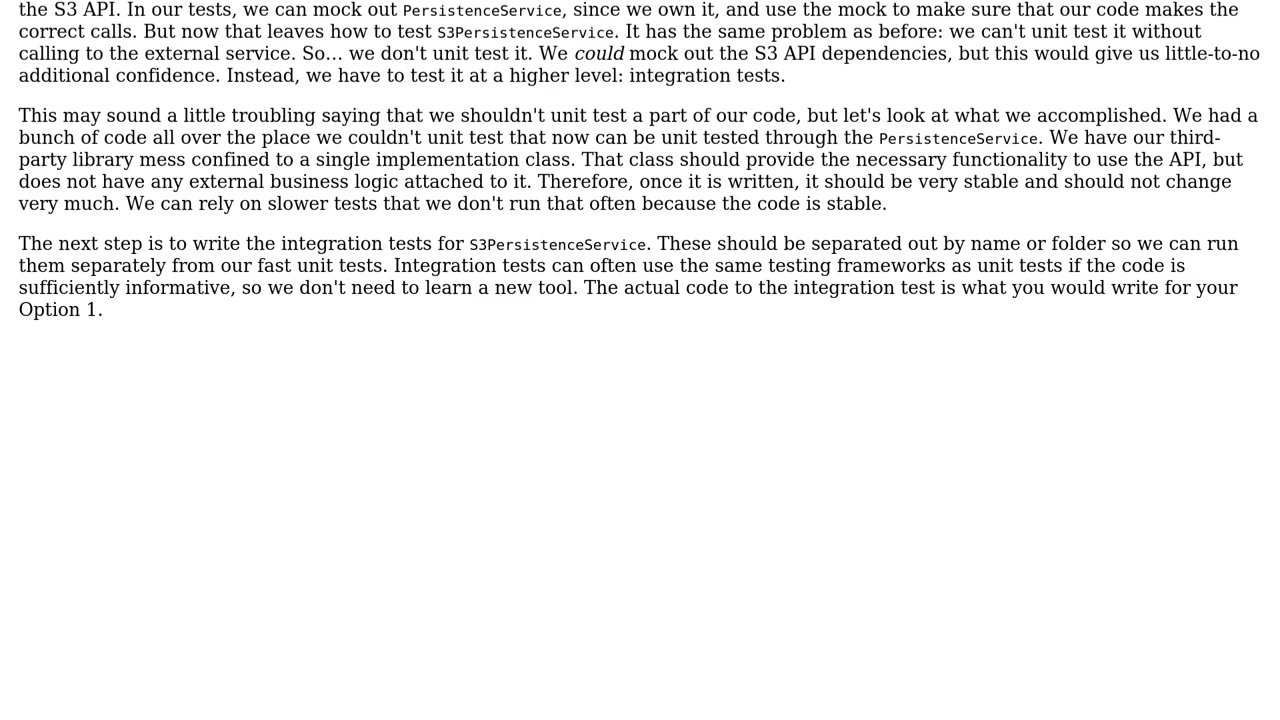 the S3 API. In our tests, we can mock out PersistenceService, since we own it, and use the mock to make sure that our code makes the
correct calls. But now that leaves how to test S3PersistenceService. It has the same problem as before: we can't unit test it without
calling to the external service. So… we don't unit test it. We could mock out the S3 API dependencies, but this would give us little-to-no
additional confidence. Instead, we have to test it at a higher level: integration tests.
This may sound a little troubling saying that we shouldn't unit test a part of our code, but let's look at what we accomplished. We had a
bunch of code all over the place we couldn't unit test that now can be unit tested through the PersistenceService. We have our third-
party library mess confined to a single implementation class. That class should provide the necessary functionality to use the API, but
does not have any external business logic attached to it. Therefore, once it is written, it should be very stable and should not change
very much. We can rely on slower tests that we don't run that often because the code is stable.
The next step is to write the integration tests for S3PersistenceService. These should be separated out by name or folder so we can run
them separately from our fast unit tests. Integration tests can often use the same testing frameworks as unit tests if the code is
sufficiently informative, so we don't need to learn a new tool. The actual code to the integration test is what you would write for your
Option 1.